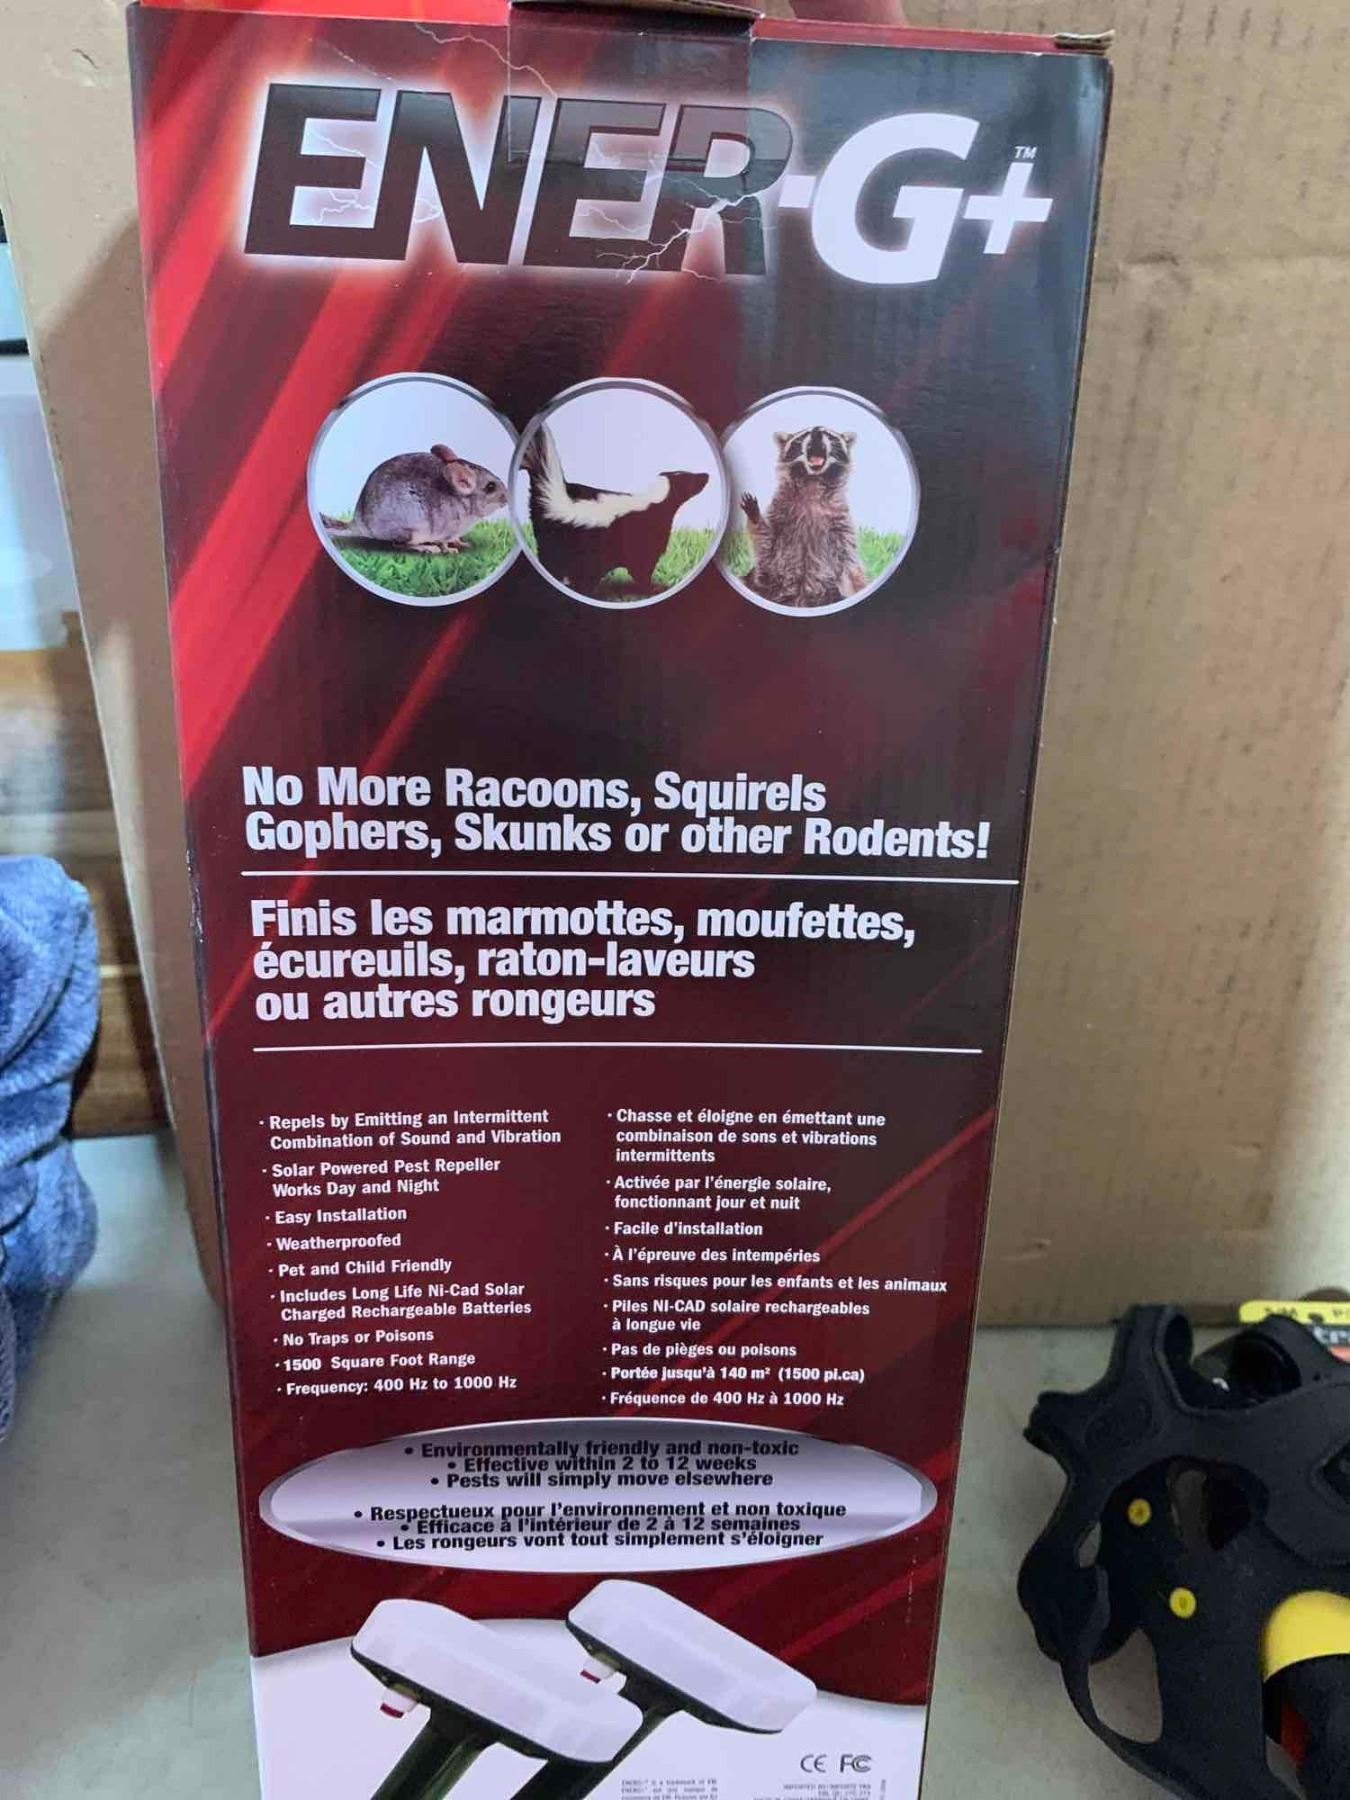 ENER-G+™
No More Racoons, Squirels
Gophers, Skunks or other Rodents!
Finis les marmottes, moufettes,
écureuils, raton-laveurs
ou autres rongeurs
· Repels by Emitting an Intermittent
Combination of Sound and Vibration
· Solar Powered Pest Repeller
Works Day and Night
· Easy Installation
· Weatherproofed
· Pet and Child Friendly
· Includes Long Life Ni-Cad Solar
Charged Rechargeable Batteries
· No Traps or Poisons
· 1500 Square Foot Range
· Frequency: 400 Hz to 1000 Hz
· Chasse et éloigne en émettant une
combinaison de sons et vibrations
intermittents
· Activée par l'énergie solaire,
fonctionnant jour et nuit
· Facile d'installation
· À l'épreuve des intempéries
· Sans risques pour les enfants et les animaux
· Piles NI-CAD solaire rechargeables
à longue vie
· Pas de pièges ou poisons
· Portée jusqu'à 140 m² (1500 pi.ca)
· Fréquence de 400 Hz à 1000 Hz
• Environmentally friendly and non-toxic
• Effective within 2 to 12 weeks
• Pests will simply move elsewhere
• Respectueux pour l'environnement et non toxique
• Efficace à l'intérieur de 2 à 12 semaines
• Les rongeurs vont tout simplement s'éloigner
CE FC